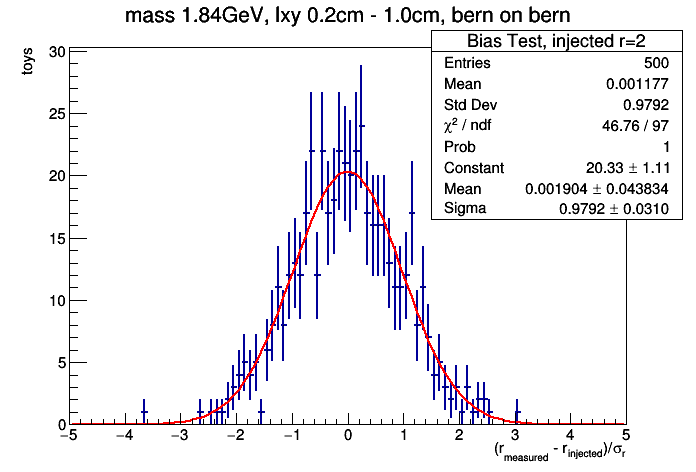 mass 1.84GeV, lxy 0.2cm - 1.0cm, bern on bern
toys
Bias Test, injected r=2
Entries 500
Mean 0.001177
Std Dev 0.9792
χ² / ndf 46.76 / 97
Prob 1
Constant 20.33 ± 1.11
Mean 0.001904 ± 0.043834
Sigma 0.9792 ± 0.0310
30
25
20
15
10
5
0
−5 −4 −3 −2 −1 0 1 2 3 4 5
(r_measured - r_injected)/σ_r